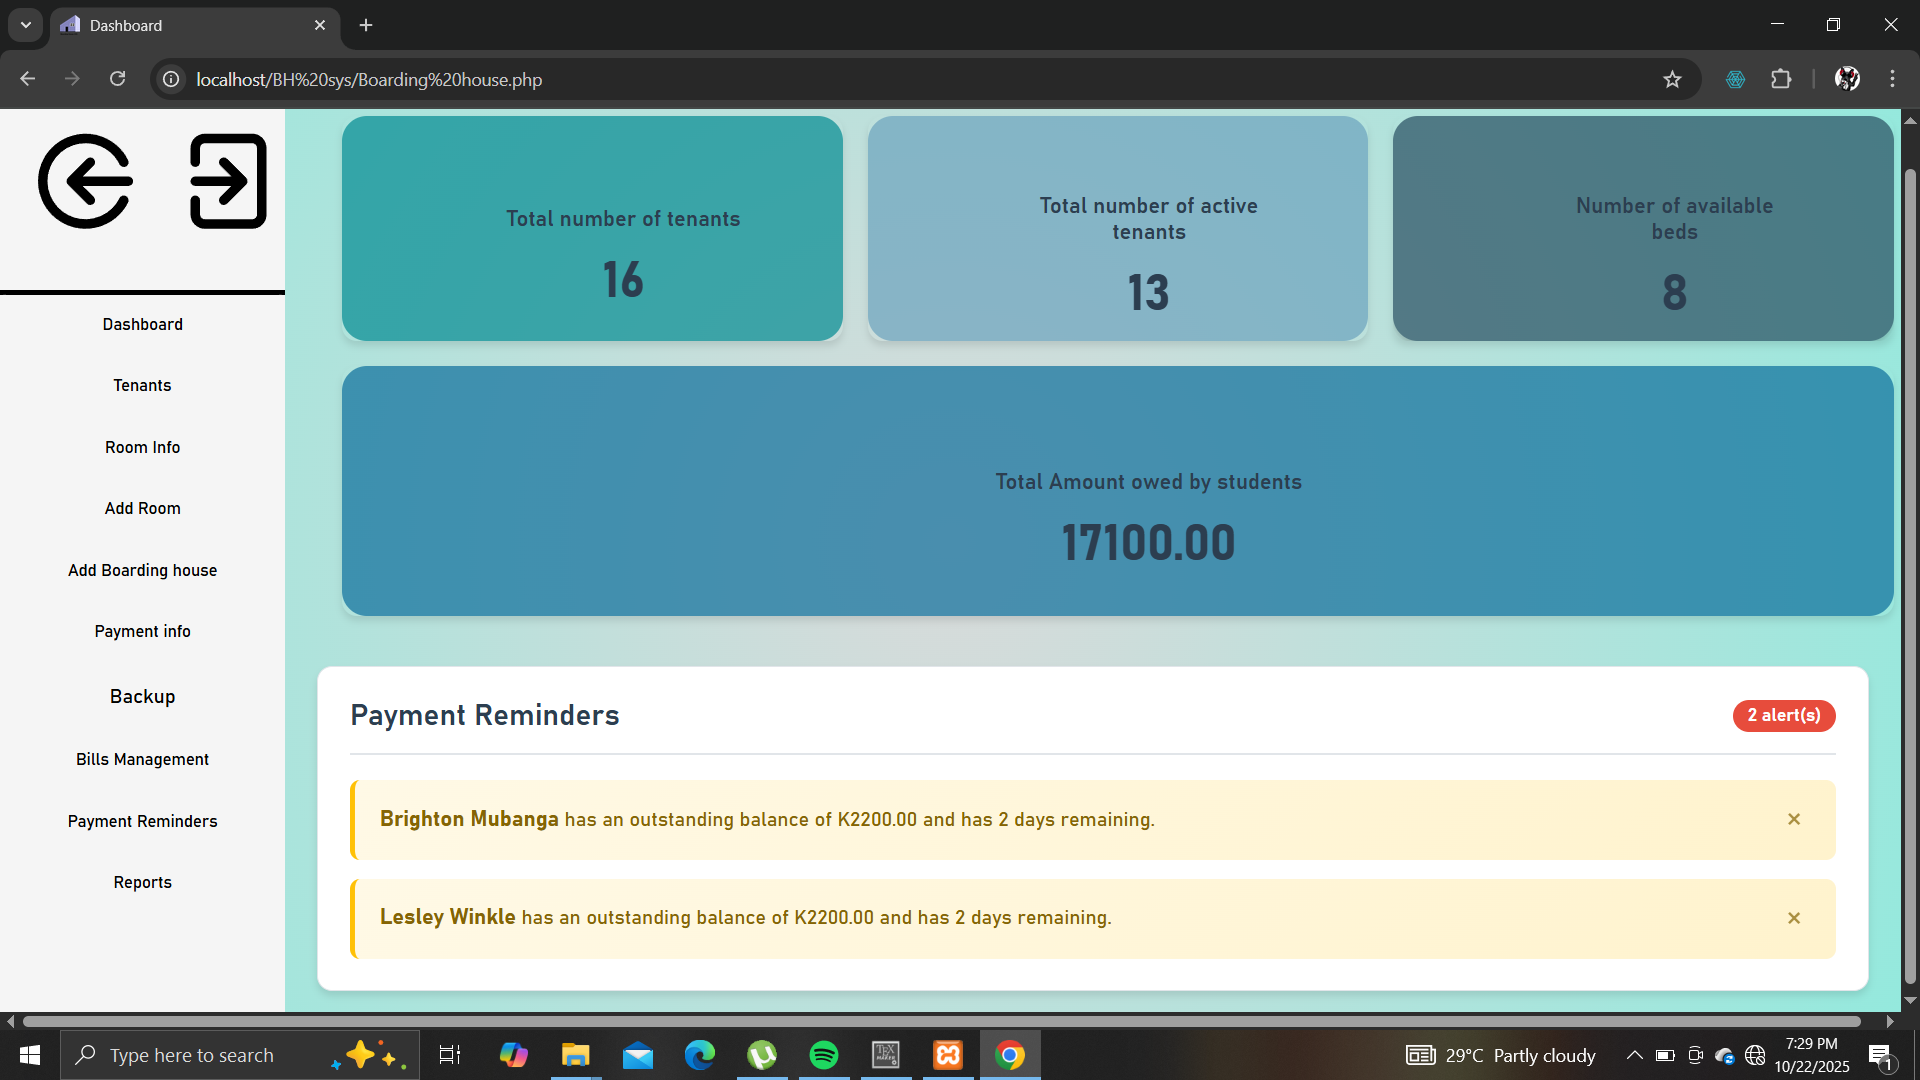 Dashboard
localhost/BH%20sys/Boarding%20house.php
Total number of tenants
16
Total number of active
tenants
13
Number of available
beds
8
Dashboard
Tenants
Room Info
Add Room
Add Boarding house
Payment info
Backup
Bills Management
Payment Reminders
Reports
Total Amount owed by students
17100.00
Payment Reminders
2 alert(s)
Brighton Mubanga has an outstanding balance of K2200.00 and has 2 days remaining.
Lesley Winkle has an outstanding balance of K2200.00 and has 2 days remaining.
Type here to search
29°C Partly cloudy
7:29 PM
10/22/2025
1